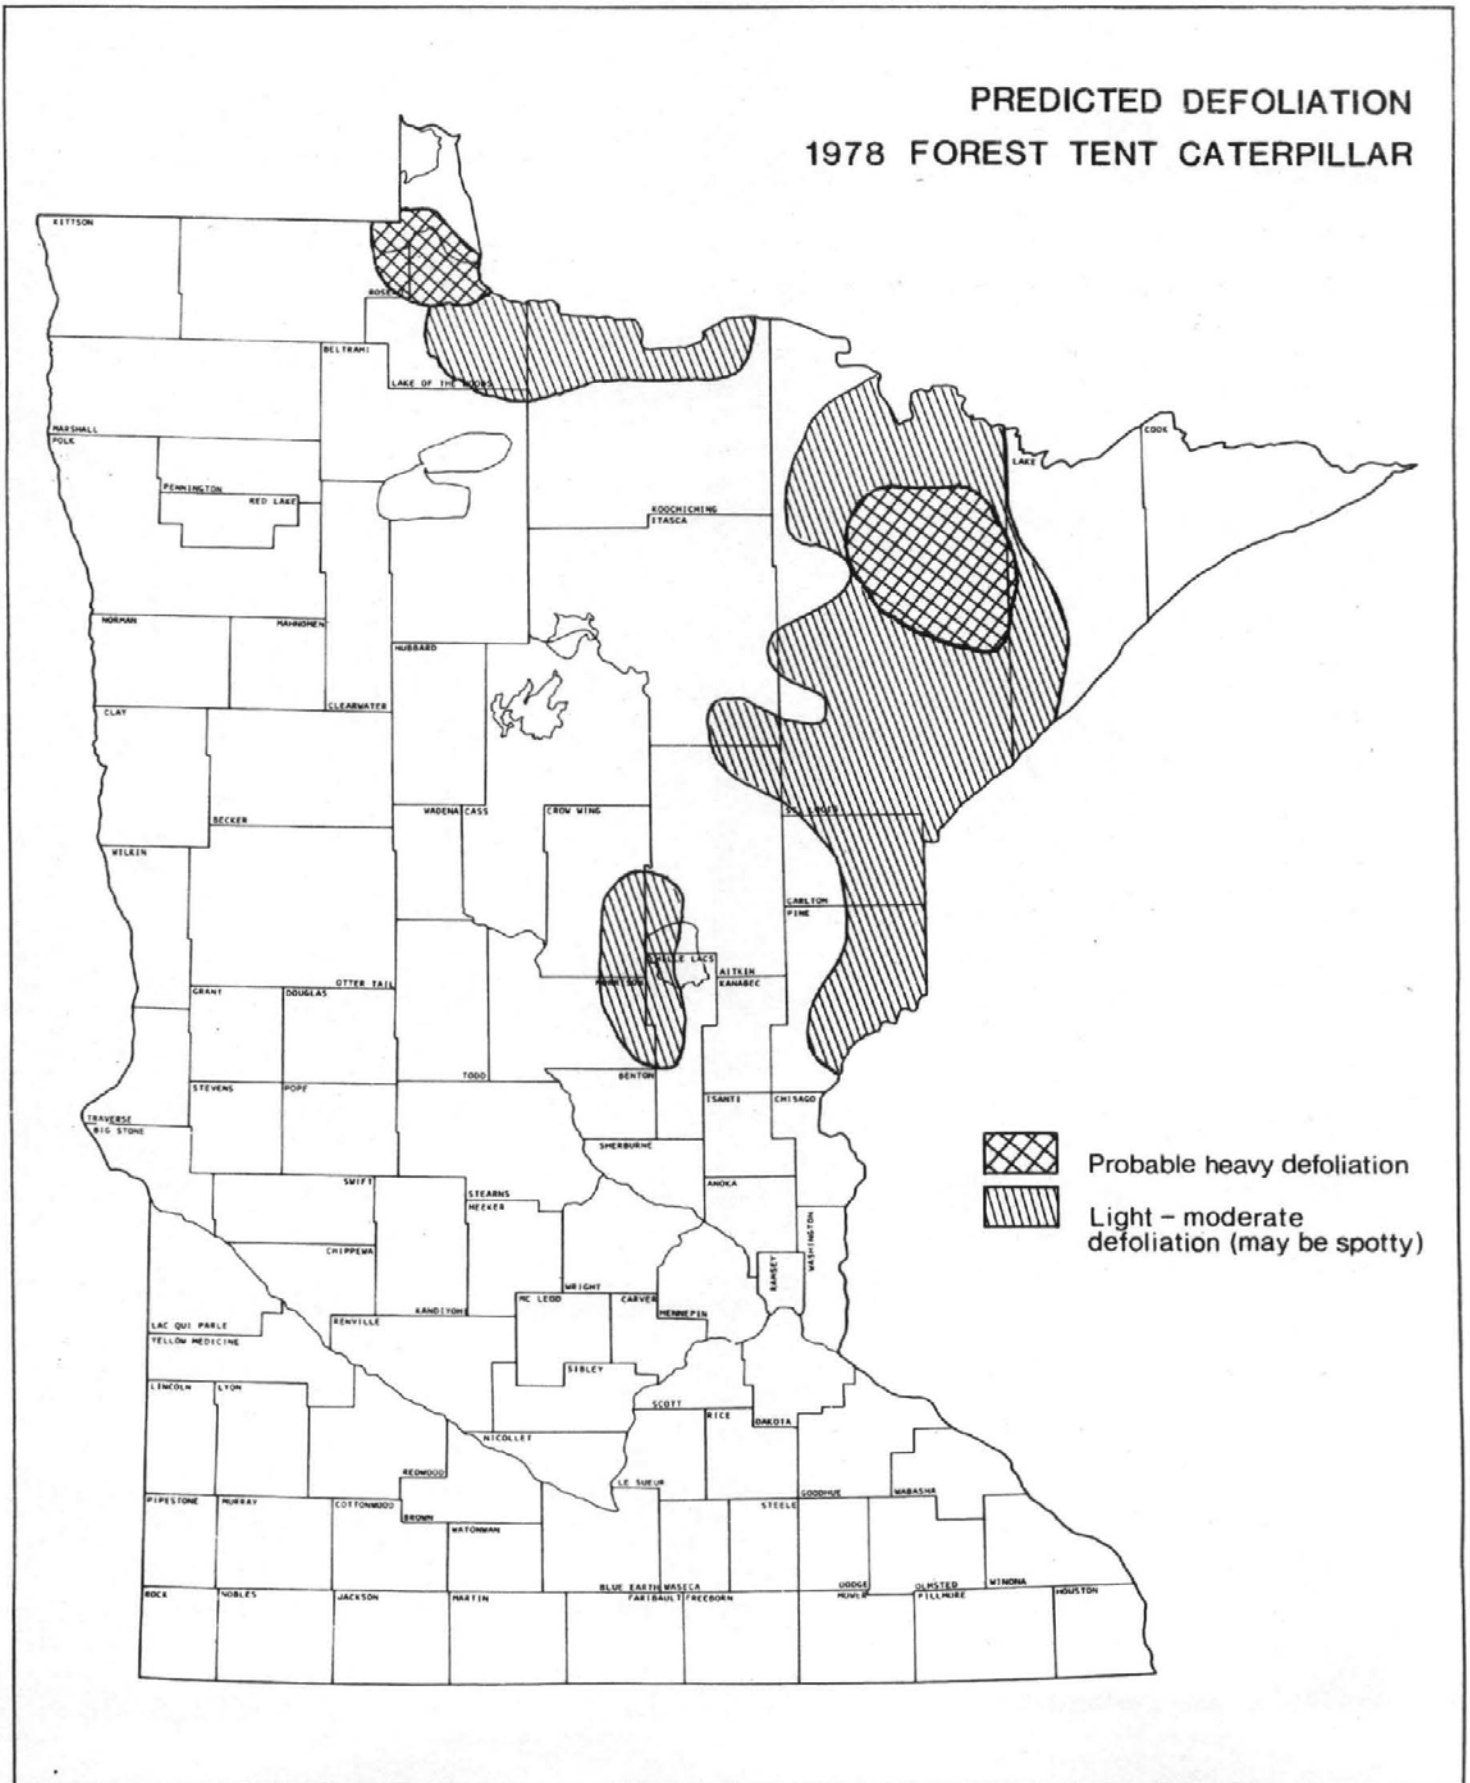 PREDICTED DEFOLIATION
1978 FOREST TENT CATERPILLAR
KITTSON
BELTRAMI
LAKE OF THE WOODS
MARSHALL
POLK
COOK
LAKE
PENNINGTON
RED LAKE
KOOCHICHING
ITASCA
NORMAN
MAHNOMEN
HUBBARD
CLAY
CLEARWATER
WADENA
CASS
CROW WING
ST. LOUIS
BECKER
WILKIN
CARLTON
PINE
MILLE LACS
AITKIN
KANABEC
MORRISON
OTTER TAIL
GRANT
DOUGLAS
TODD
BENTON
STEVENS
POPE
ISANTI
CHISAGO
TRAVERSE
BIG STONE
SHERBURNE
Probable heavy defoliation
Light – moderate
defoliation (may be spotty)
SWIFT
ANOKA
STEARNS
MEEKER
WASHINGTON
CHIPPEWA
RAMSEY
WRIGHT
MC LEOD
CARVER
HENNEPIN
KANDIYOHI
RENVILLE
LAC QUI PARLE
YELLOW MEDICINE
SIBLEY
LINCOLN
LYON
SCOTT
RICE
DAKOTA
NICOLLET
REDWOOD
LE SUEUR
PIPESTONE
MURRAY
COTTONWOOD
BROWN
WATONWAN
STEELE
GOODHUE
WABASHA
BLUE EARTH
WASECA
DODGE
OLMSTED
WINONA
ROCK
NOBLES
JACKSON
MARTIN
FARIBAULT
FREEBORN
MOWER
FILLMORE
HOUSTON